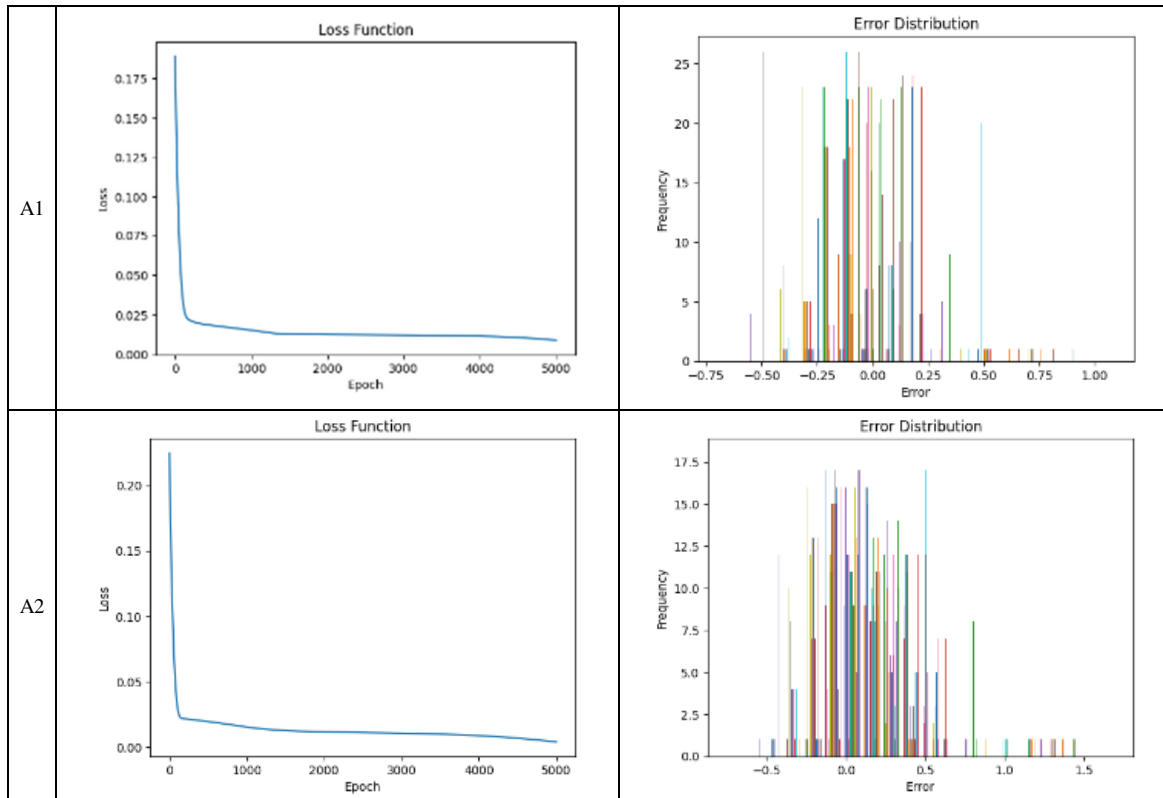 A1
Loss Function
Loss
0.175
0.150
0.125
0.100
0.075
0.050
0.025
0.000
0 1000 2000 3000 4000 5000
Epoch
Error Distribution
Frequency
25
20
15
10
5
0
−0.75 −0.50 −0.25 0.00 0.25 0.50 0.75 1.00
Error
A2
Loss Function
Loss
0.20
0.15
0.10
0.05
0.00
0 1000 2000 3000 4000 5000
Epoch
Error Distribution
Frequency
17.5
15.0
12.5
10.0
7.5
5.0
2.5
0.0
−0.5 0.0 0.5 1.0 1.5
Error